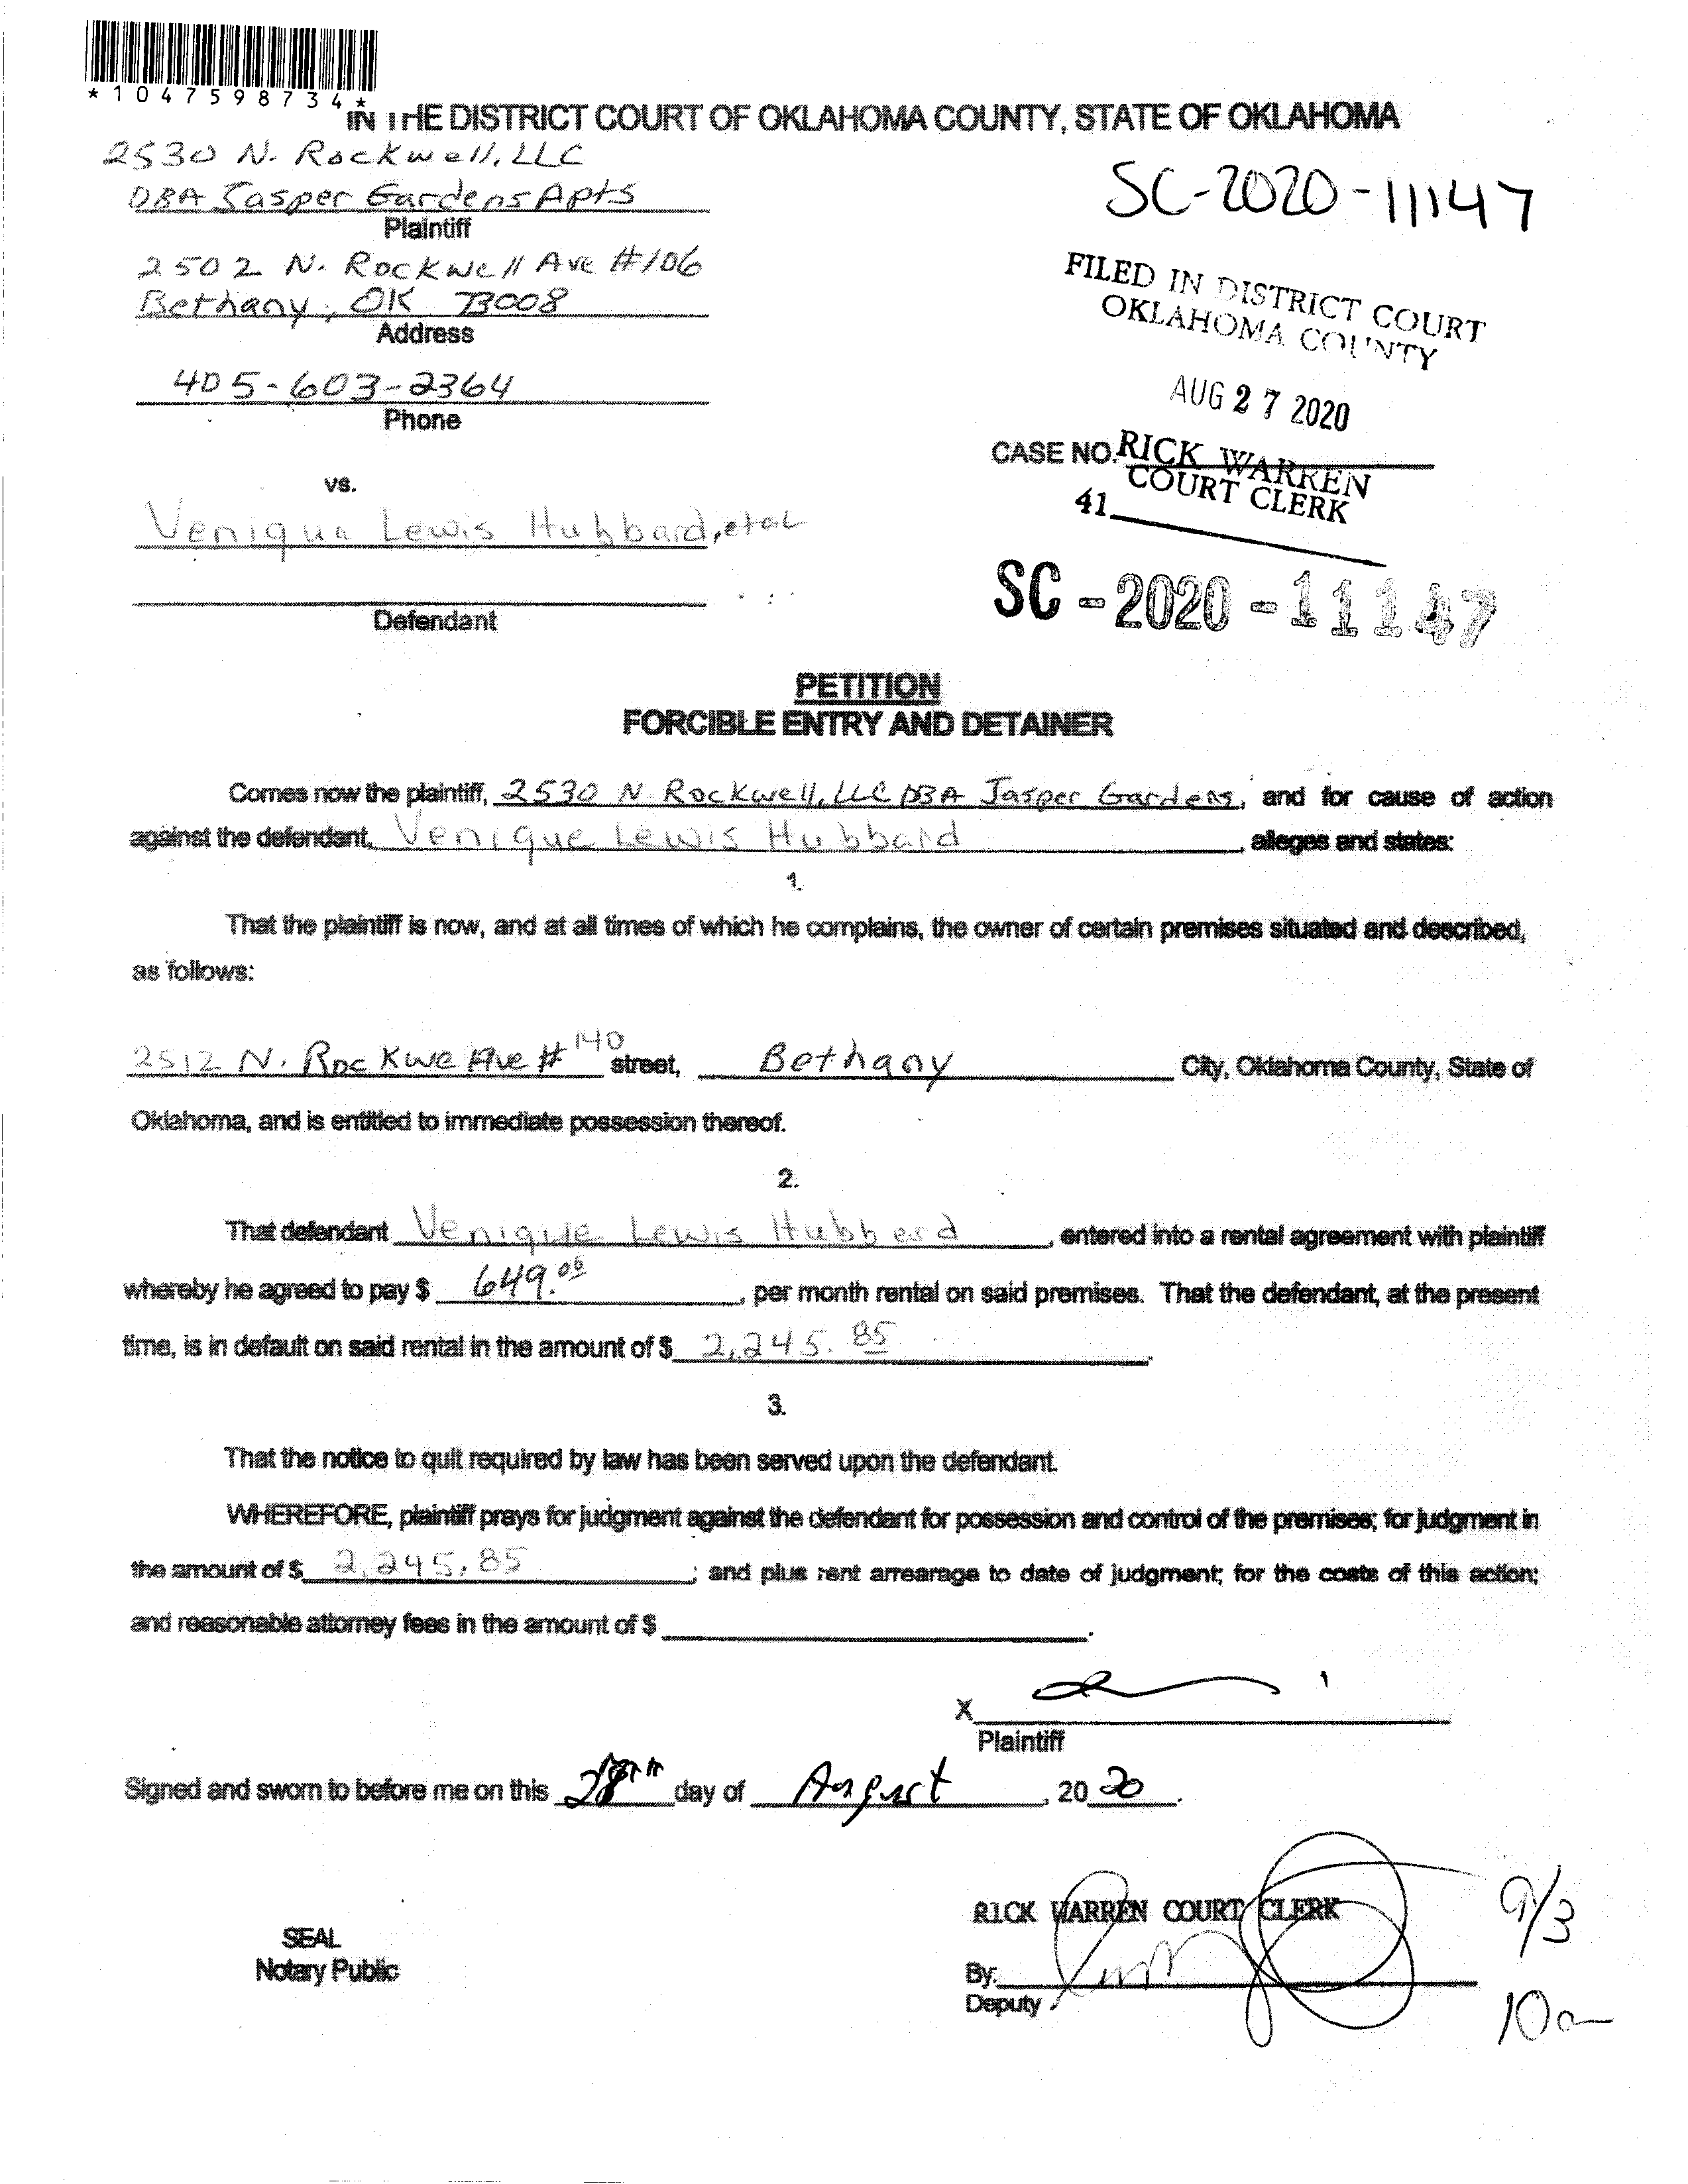 *1047598734*
IN THE DISTRICT COURT OF OKLAHOMA COUNTY, STATE OF OKLAHOMA
2530 N. Rockwell, LLC
DBA Jasper Gardens Apts
Plaintiff
2502 N. Rockwell Ave #106
Bethany, OK 73008
Address
405-603-2364
Phone
vs.
Venique Lewis Hubbard, etal
Defendant
SC-2020-11147
FILED IN DISTRICT COURT
OKLAHOMA COUNTY
AUG 27 2020
CASE NO.
RICK WARREN
COURT CLERK
41
SC-2020-11147
PETITION
FORCIBLE ENTRY AND DETAINER
Comes now the plaintiff, 2530 N. Rockwell, LLC DBA Jasper Gardens, and for cause of action
against the defendant, Venique Lewis Hubbard, alleges and states:
1.
That the plaintiff is now, and at all times of which he complains, the owner of certain premises situated and described,
as follows:
2512 N. Rockwe Ave # 140 street, Bethany City, Oklahoma County, State of
Oklahoma, and is entitled to immediate possession thereof.
2.
That defendant Venique Lewis Hubbard, entered into a rental agreement with plaintiff
whereby he agreed to pay $ 649.00, per month rental on said premises. That the defendant, at the present
time, is in default on said rental in the amount of $ 2,245.85.
3.
That the notice to quit required by law has been served upon the defendant.
WHEREFORE, plaintiff prays for judgment against the defendant for possession and control of the premises; for judgment in
the amount of $ 2,245.85; and plus rent arrearage to date of judgment; for the costs of this action;
and reasonable attorney fees in the amount of $
X
Plaintiff
Signed and sworn to before me on this day of August, 2020.
RICK WARREN COURT CLERK
9/3
SEAL
Notary Public
By:
Deputy
10am